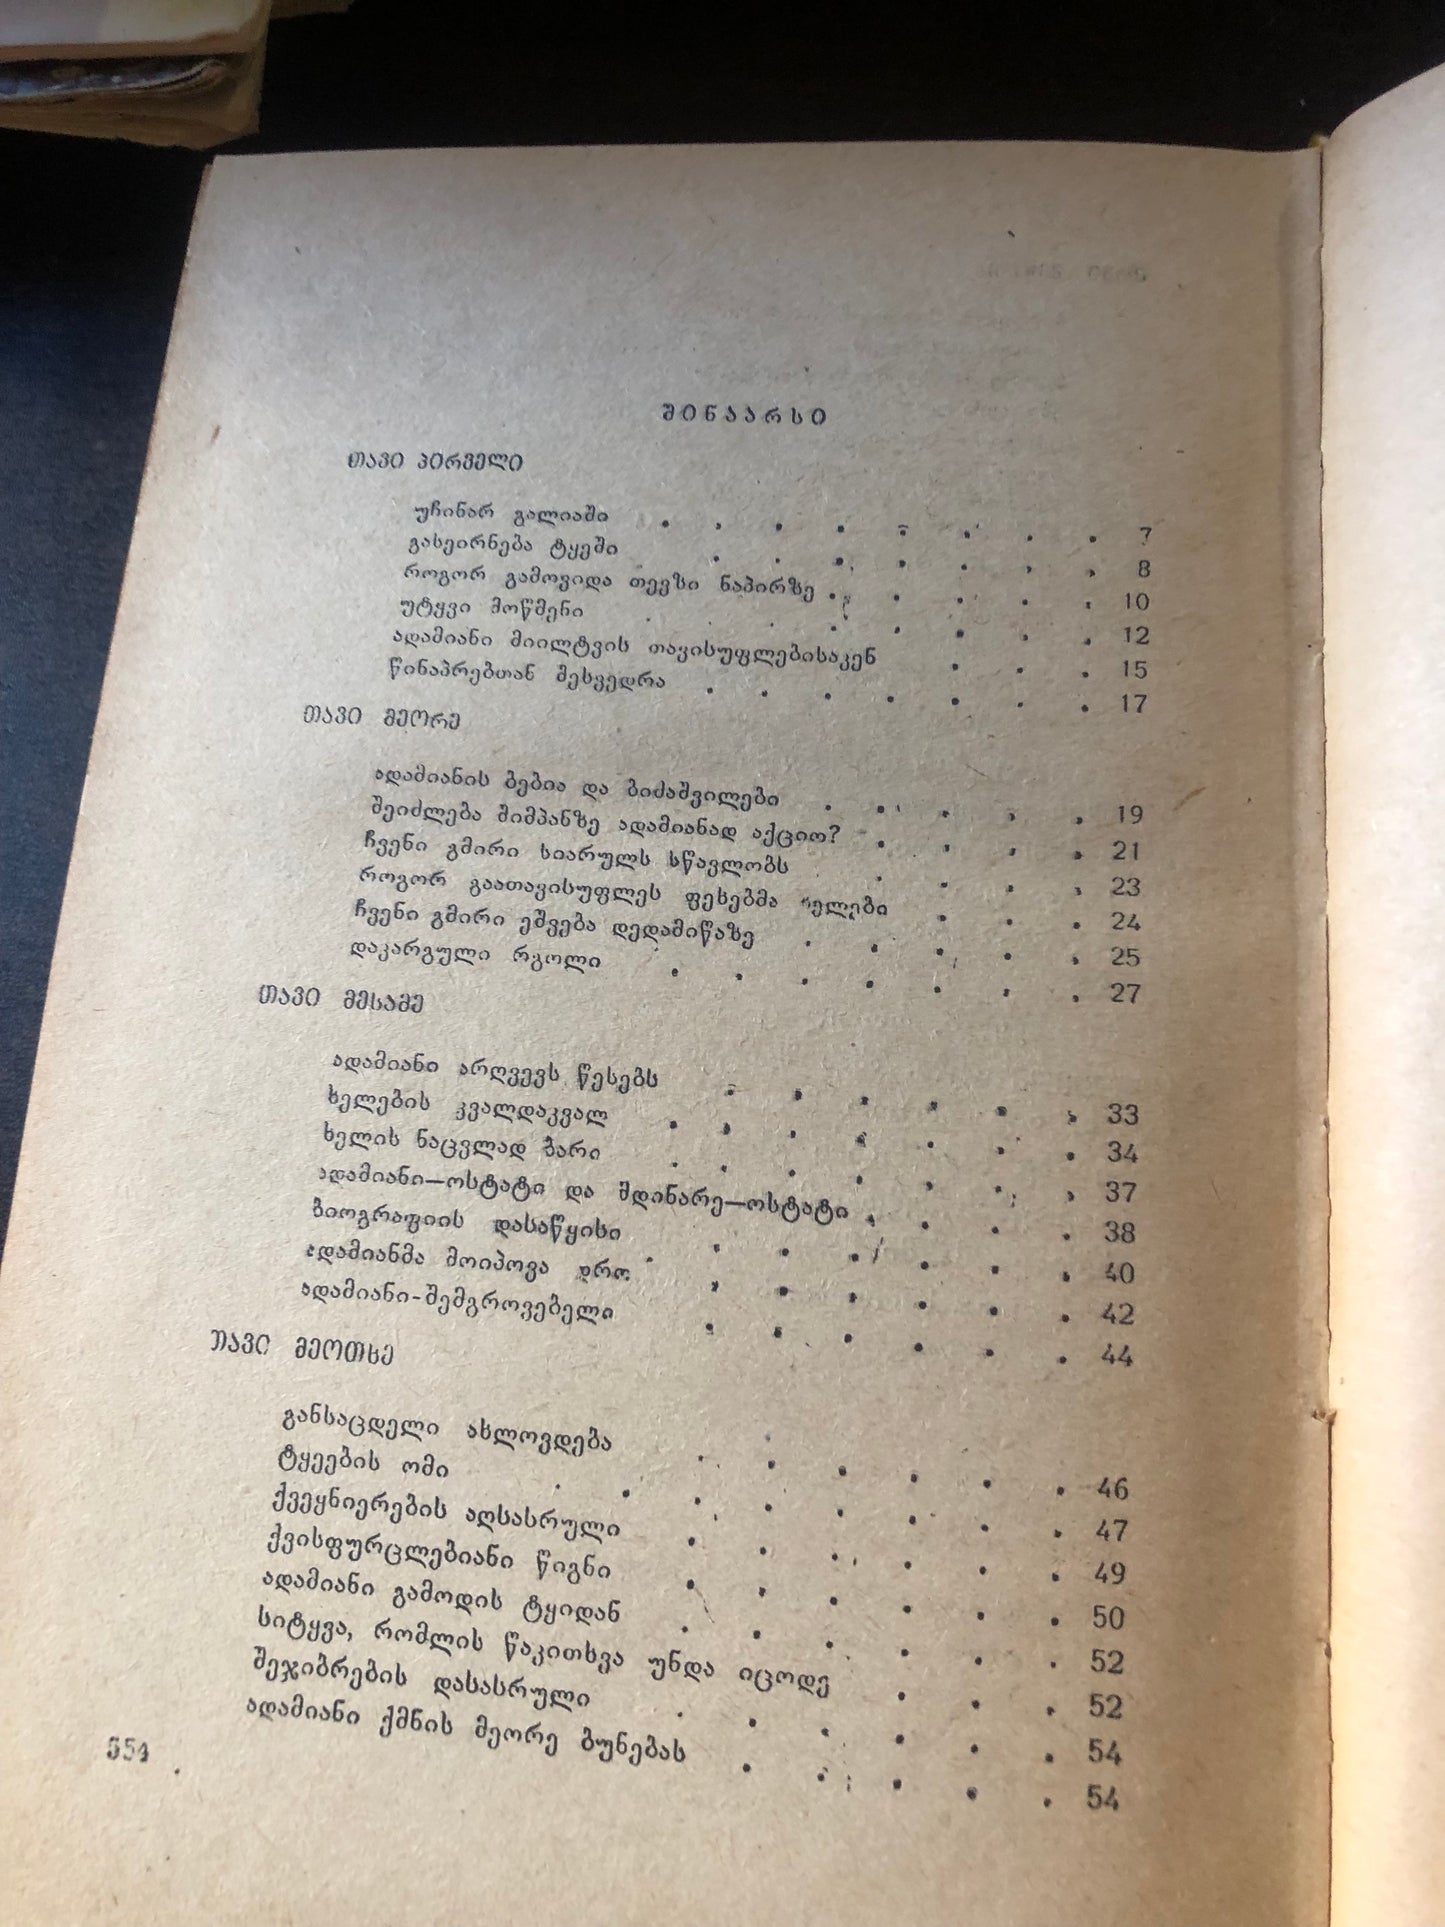 შინაარსი
თავი პირველი
უჩინარ გალიაში . . . . . . . . 7
გასეირნება ტყეში . . . . . . . 8
როგორ გამოვიდა თევზი ნაპირზე . . . . . 10
უტყვი მოწმენი . . . . . . . . 12
ადამიანი მიილტვის თავისუფლებისაკენ . . . 15
წინაპრებთან შესვედრა . . . . . . . 17
თავი მეორე
ადამიანის ბებია და ბიძაშვილები . . . . . 19
შეიძლება შიმპანზე ადამიანად აქციო? . . . . 21
ჩვენი გმირი სიარულს სწავლობს . . . . 23
როგორ გაათავისუფლეს ფეხებმა ხელები . . . 24
ჩვენი გმირი ეშვება დედამიწაზე . . . . . 25
დაკარგული რგოლი . . . . . . . 27
თავი მესამე
ადამიანი არღვევს წესებს . . . . . . 33
ხელების კვალდაკვალ . . . . . . . 34
ხელის ნაცვლად ბარი . . . . . . . 37
ადამიანი—ოსტატი და მდინარე—ოსტატი . . . . 38
ბიოგრაფიის დასაწყისი . . . . . . . 40
ადამიანმა მოიპოვა დრო . . . . . . 42
ადამიანი-შემგროვებელი . . . . . . 44
თავი მეოთხე
განსაცდელი ახლოვდება . . . . . . 46
ტყეების ომი . . . . . . . . 47
ქვეყნიერების აღსასრული . . . . . . 49
ქვისფურცლებიანი წიგნი . . . . . . 50
ადამიანი გამოდის ტყიდან . . . . . . 52
სიტყვა, რომლის წაკითხვა უნდა იცოდე . . . 52
შეჯიბრების დასასრული . . . . . . 54
ადამიანი ქმნის მეორე ბუნებას . . . . . 54
554